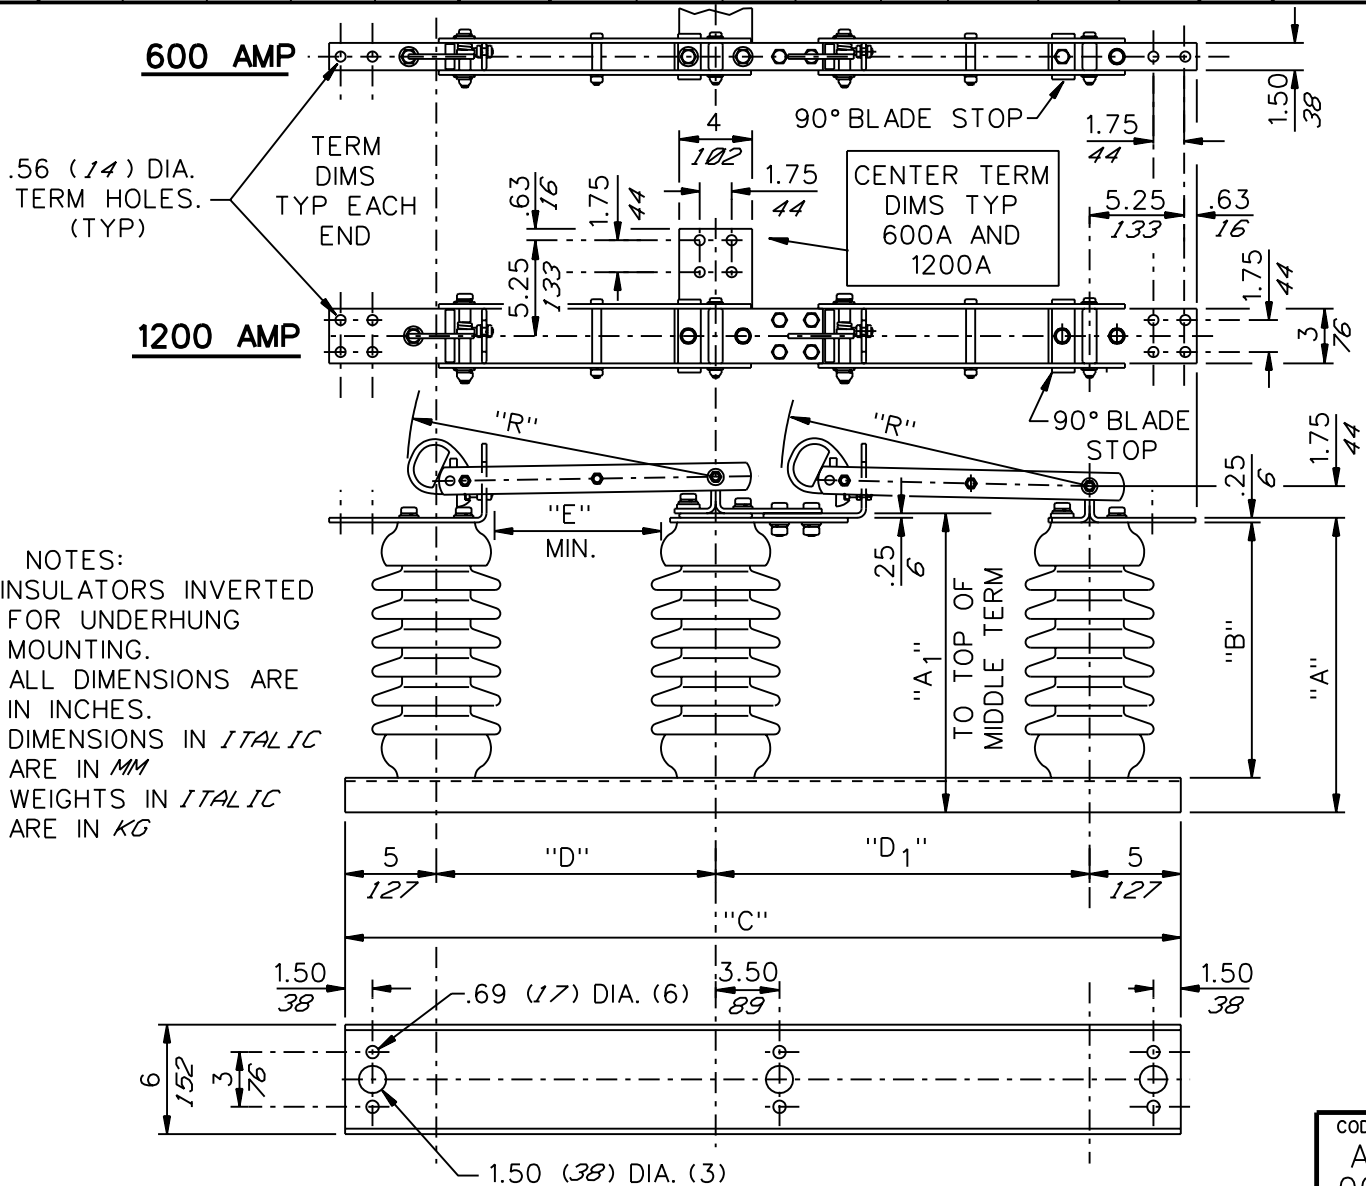 600 AMP
.56 (14) DIA.
TERM HOLES.
(TYP)
TERM
DIMS
TYP EACH
END
4
102
90° BLADE STOP
1.50
38
1.75
44
.63
16
1.75
44
1.75
44
CENTER TERM
DIMS TYP
600A AND
1200A
5.25
133
.63
16
5.25
133
1.75
44
1200 AMP
3
76
90° BLADE
STOP
"R"
"R"
1.75
44
.25
6
"E"
MIN.
.25
6
NOTES:
INSULATORS INVERTED
FOR UNDERHUNG
MOUNTING.
ALL DIMENSIONS ARE
IN INCHES.
DIMENSIONS IN ITALIC
ARE IN MM
WEIGHTS IN ITALIC
ARE IN KG
"A1"
TO TOP OF
MIDDLE TERM
"B"
"A"
5
127
"D"
"D1"
5
127
"C"
1.50
38
.69 (17) DIA. (6)
3.50
89
1.50
38
6
152
3
76
1.50 (38) DIA. (3)